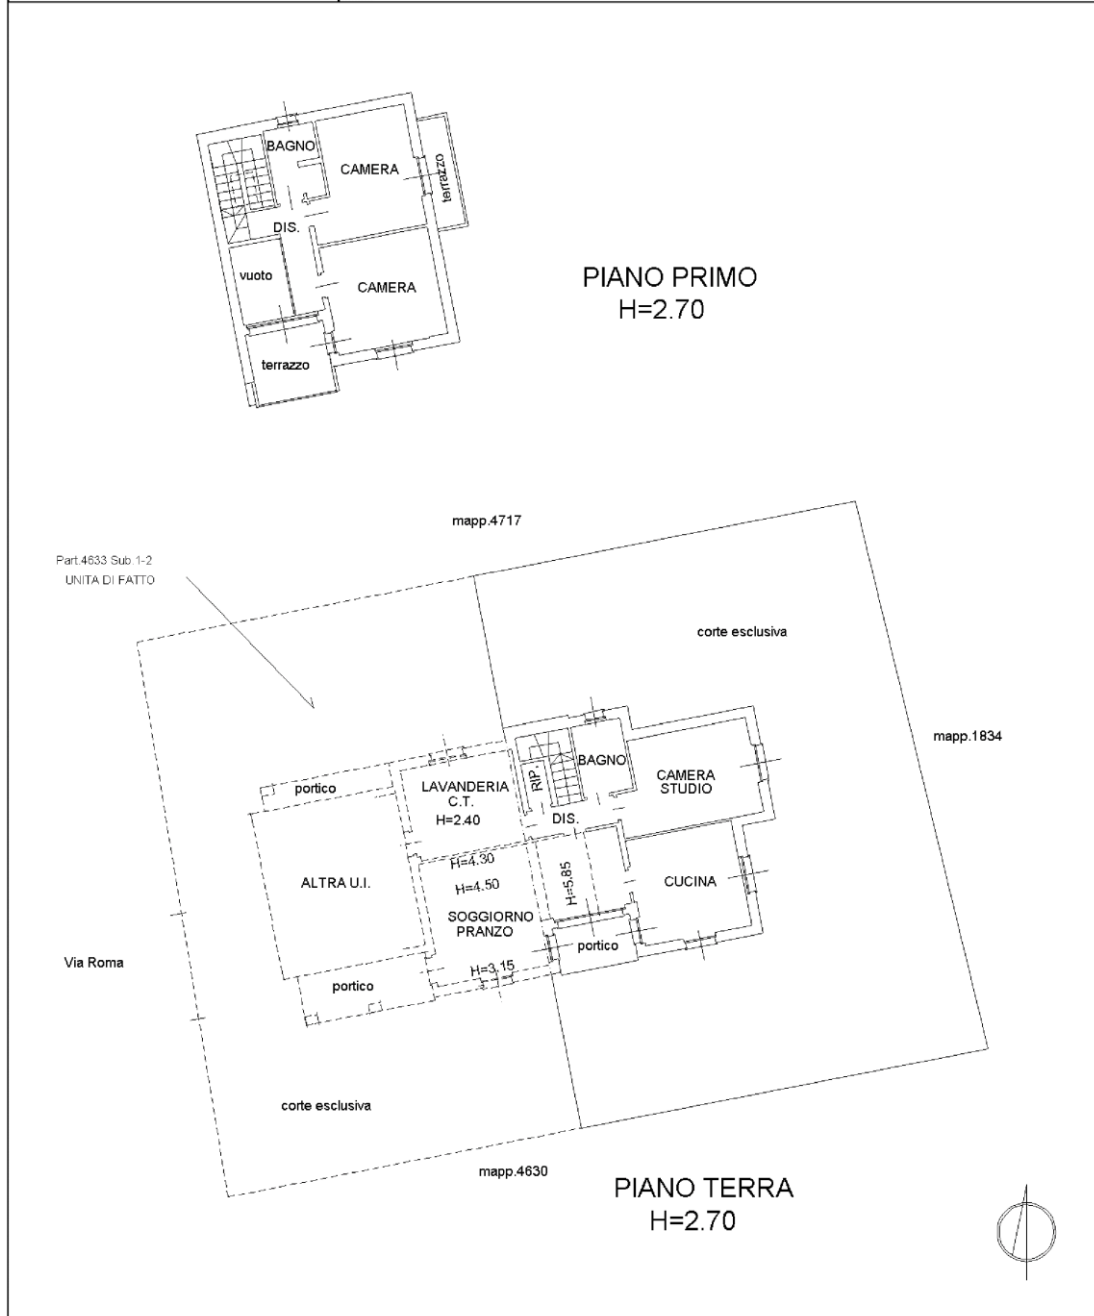 BAGNO
CAMERA
terrazzo
DIS.
vuoto
CAMERA
terrazzo
PIANO PRIMO
H=2.70
mapp.4717
Part.4633 Sub.1-2
UNITA DI FATTO
corte esclusiva
mapp.1834
portico
LAVANDERIA
C.T.
H=2.40
RIP.
BAGNO
CAMERA
STUDIO
DIS.
H=4.30
ALTRA U.I.
H=4.50
H=5.85
CUCINA
SOGGIORNO
PRANZO
portico
Via Roma
H=3.15
portico
corte esclusiva
mapp.4630
PIANO TERRA
H=2.70